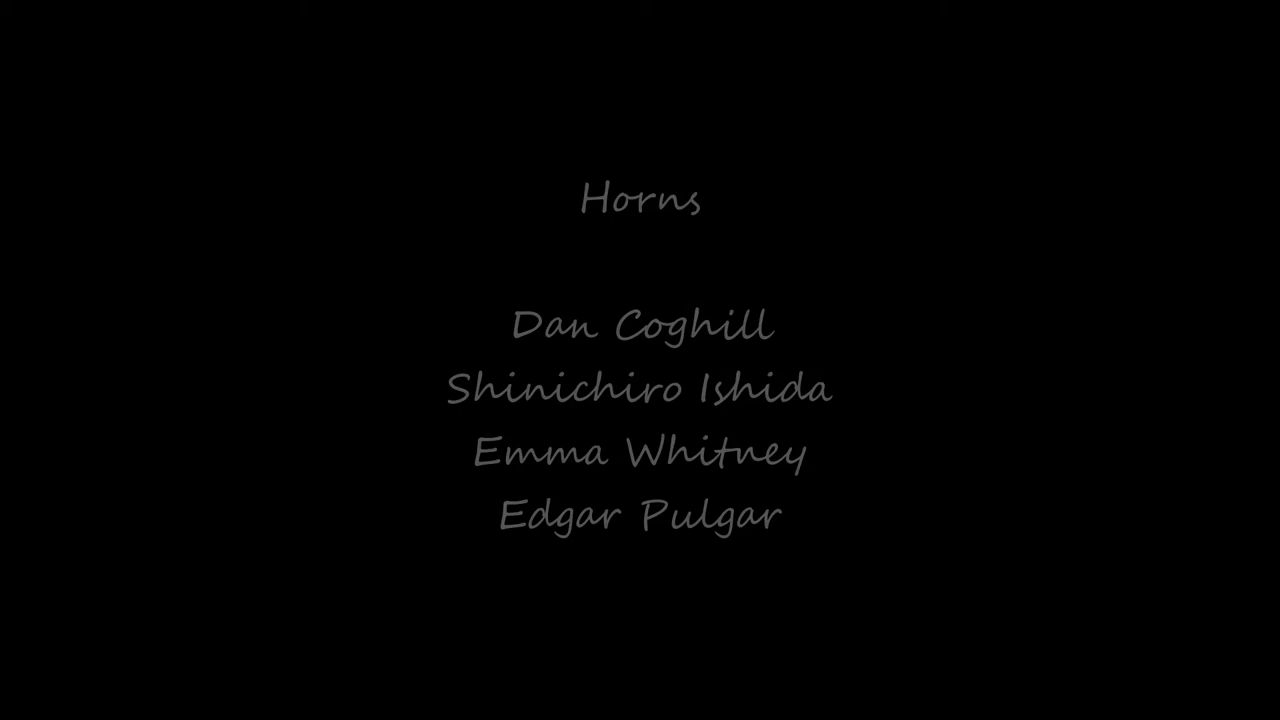 Horns
Dan Coghill
Shinichiro Ishida
Emma Whitney
Edgar Pulgar